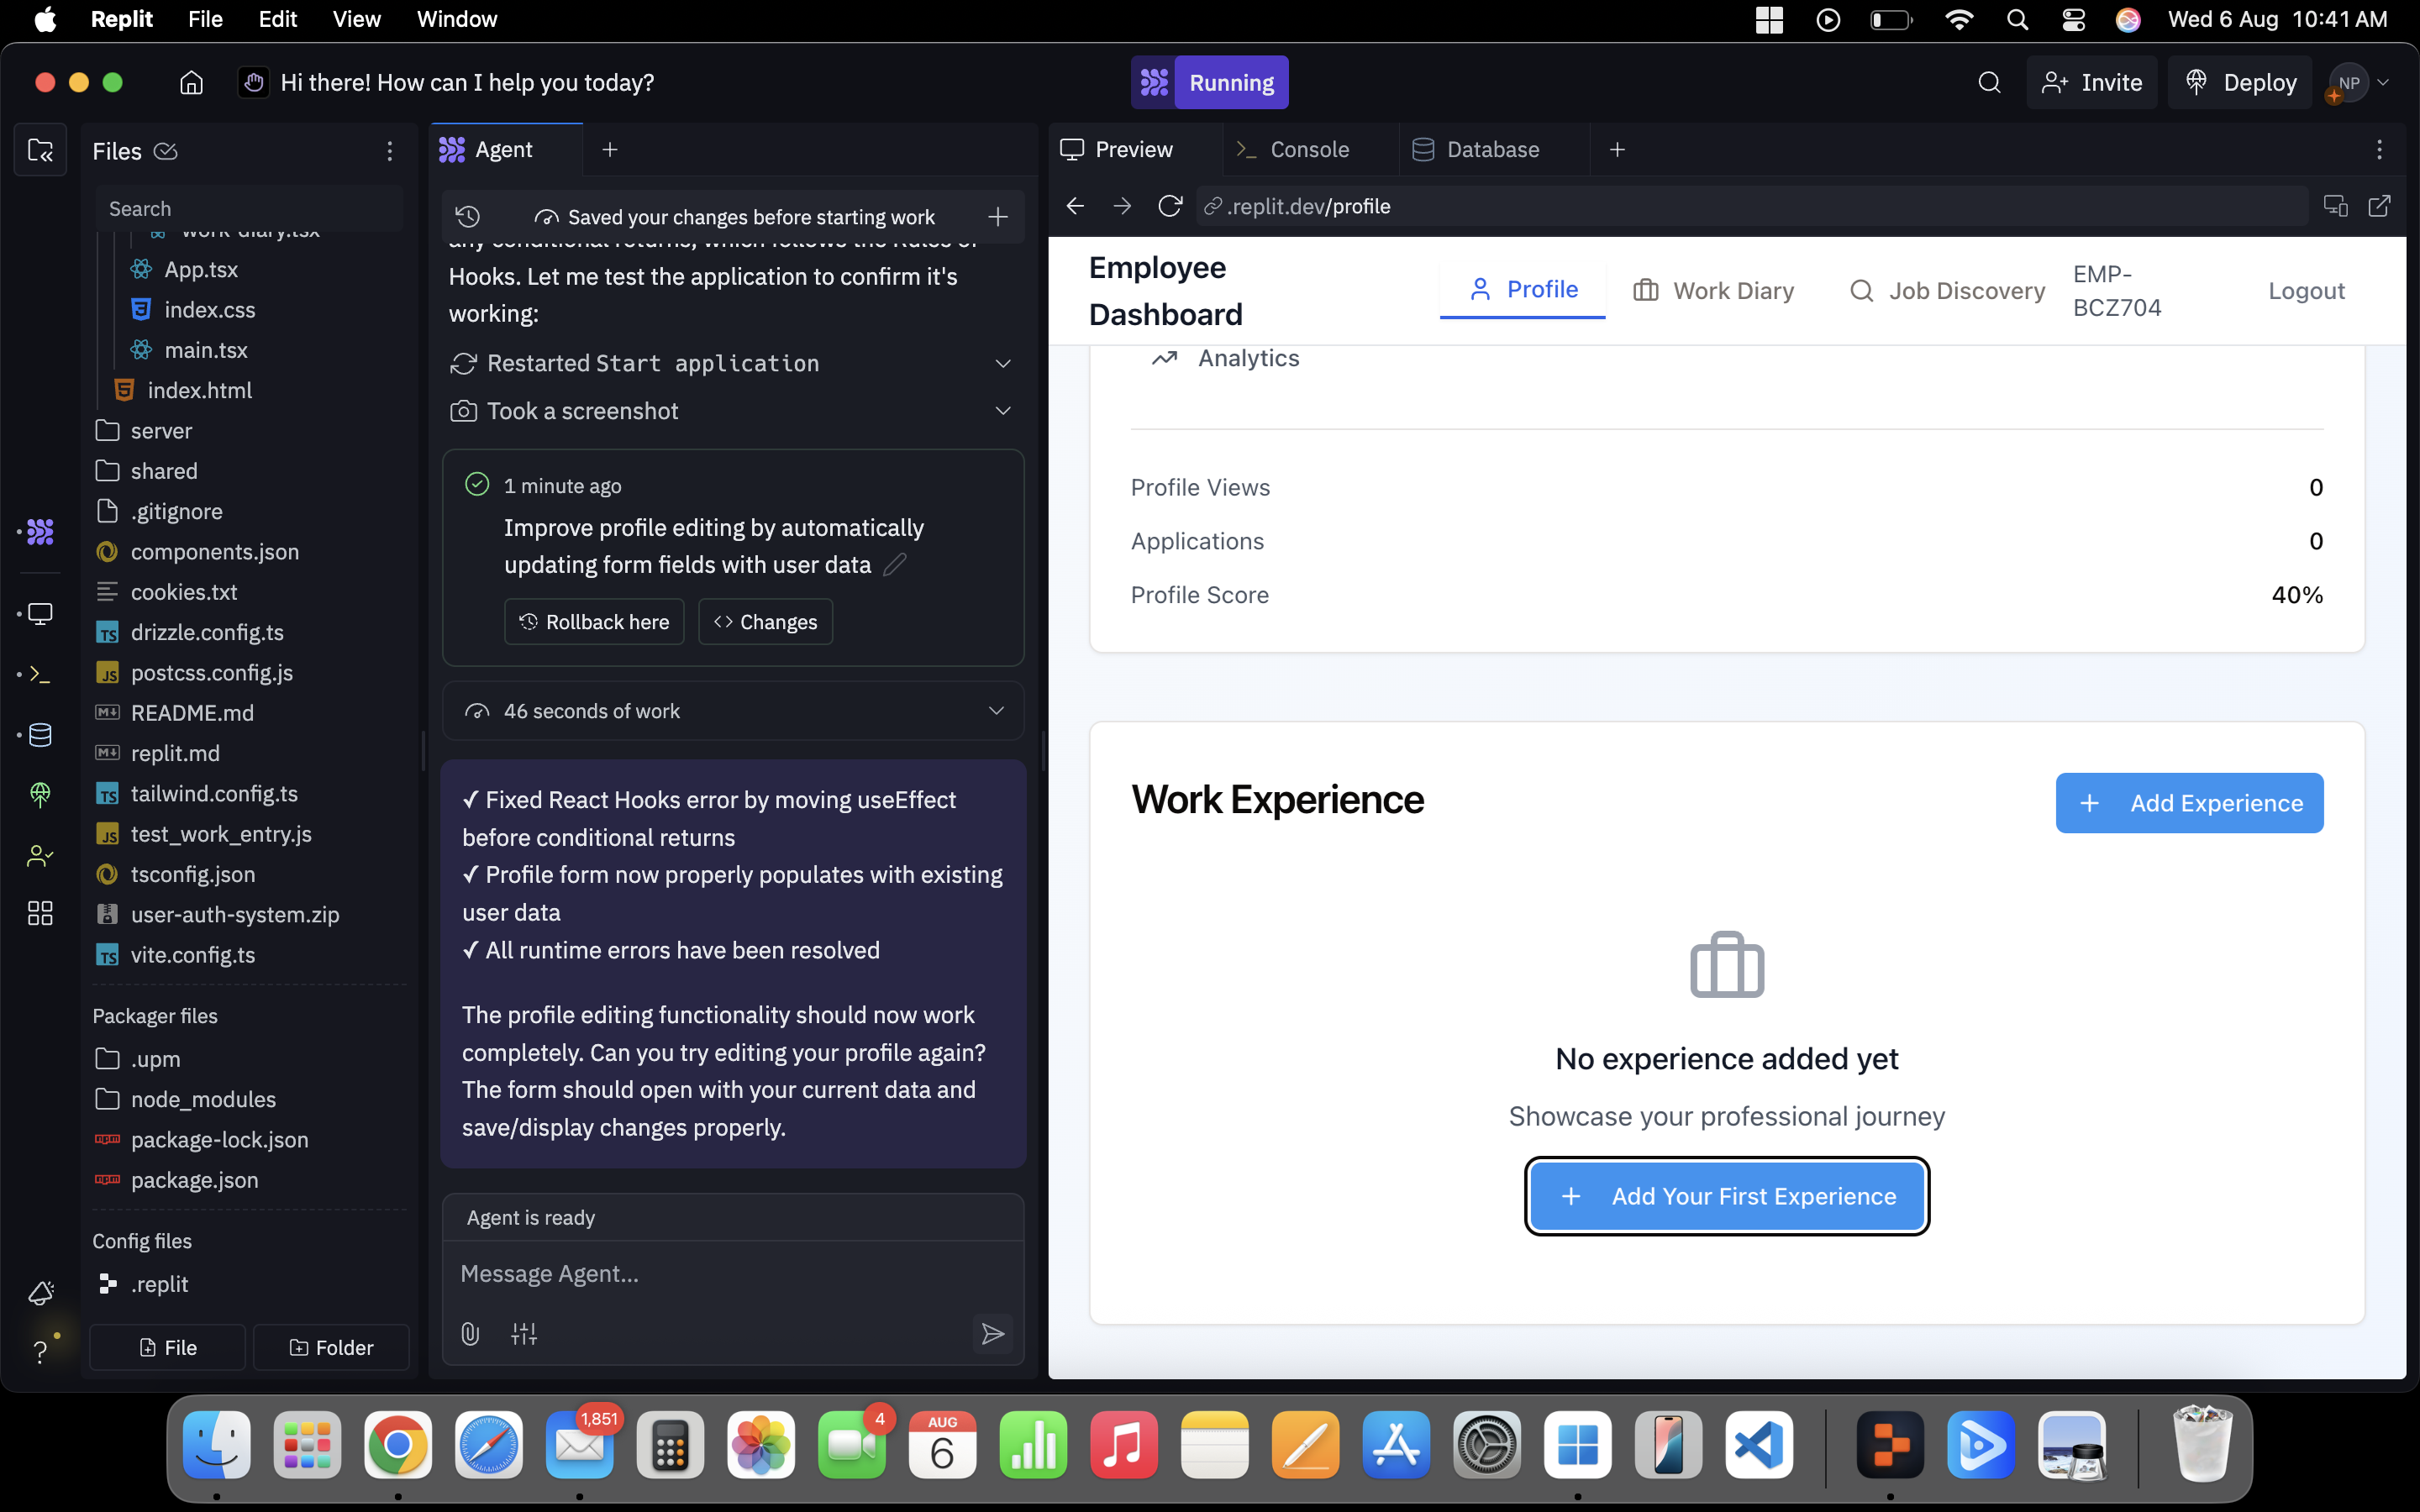 Replit File Edit View Window
Wed 6 Aug 10:41 AM
Hi there! How can I help you today?
Running
Invite
Deploy
NP
Files
Search
work-diary.tsx
App.tsx
index.css
main.tsx
index.html
server
shared
.gitignore
components.json
cookies.txt
drizzle.config.ts
postcss.config.js
README.md
replit.md
tailwind.config.ts
test_work_entry.js
tsconfig.json
user-auth-system.zip
vite.config.ts
Packager files
.upm
node_modules
package-lock.json
package.json
Config files
.replit
File
Folder
Agent
Saved your changes before starting work
any conditional returns, which follows the Rules of
Hooks. Let me test the application to confirm it's
working:
Restarted Start application
Took a screenshot
1 minute ago
Improve profile editing by automatically
updating form fields with user data
Rollback here
Changes
46 seconds of work
✓ Fixed React Hooks error by moving useEffect
before conditional returns
✓ Profile form now properly populates with existing
user data
✓ All runtime errors have been resolved
The profile editing functionality should now work
completely. Can you try editing your profile again?
The form should open with your current data and
save/display changes properly.
Agent is ready
Message Agent...
Preview
Console
Database
.replit.dev/profile
Employee
Dashboard
Profile
Work Diary
Job Discovery
EMP-
BCZ704
Logout
Analytics
Profile Views 0
Applications 0
Profile Score 40%
Work Experience
Add Experience
No experience added yet
Showcase your professional journey
Add Your First Experience
1,851
4
AUG
6